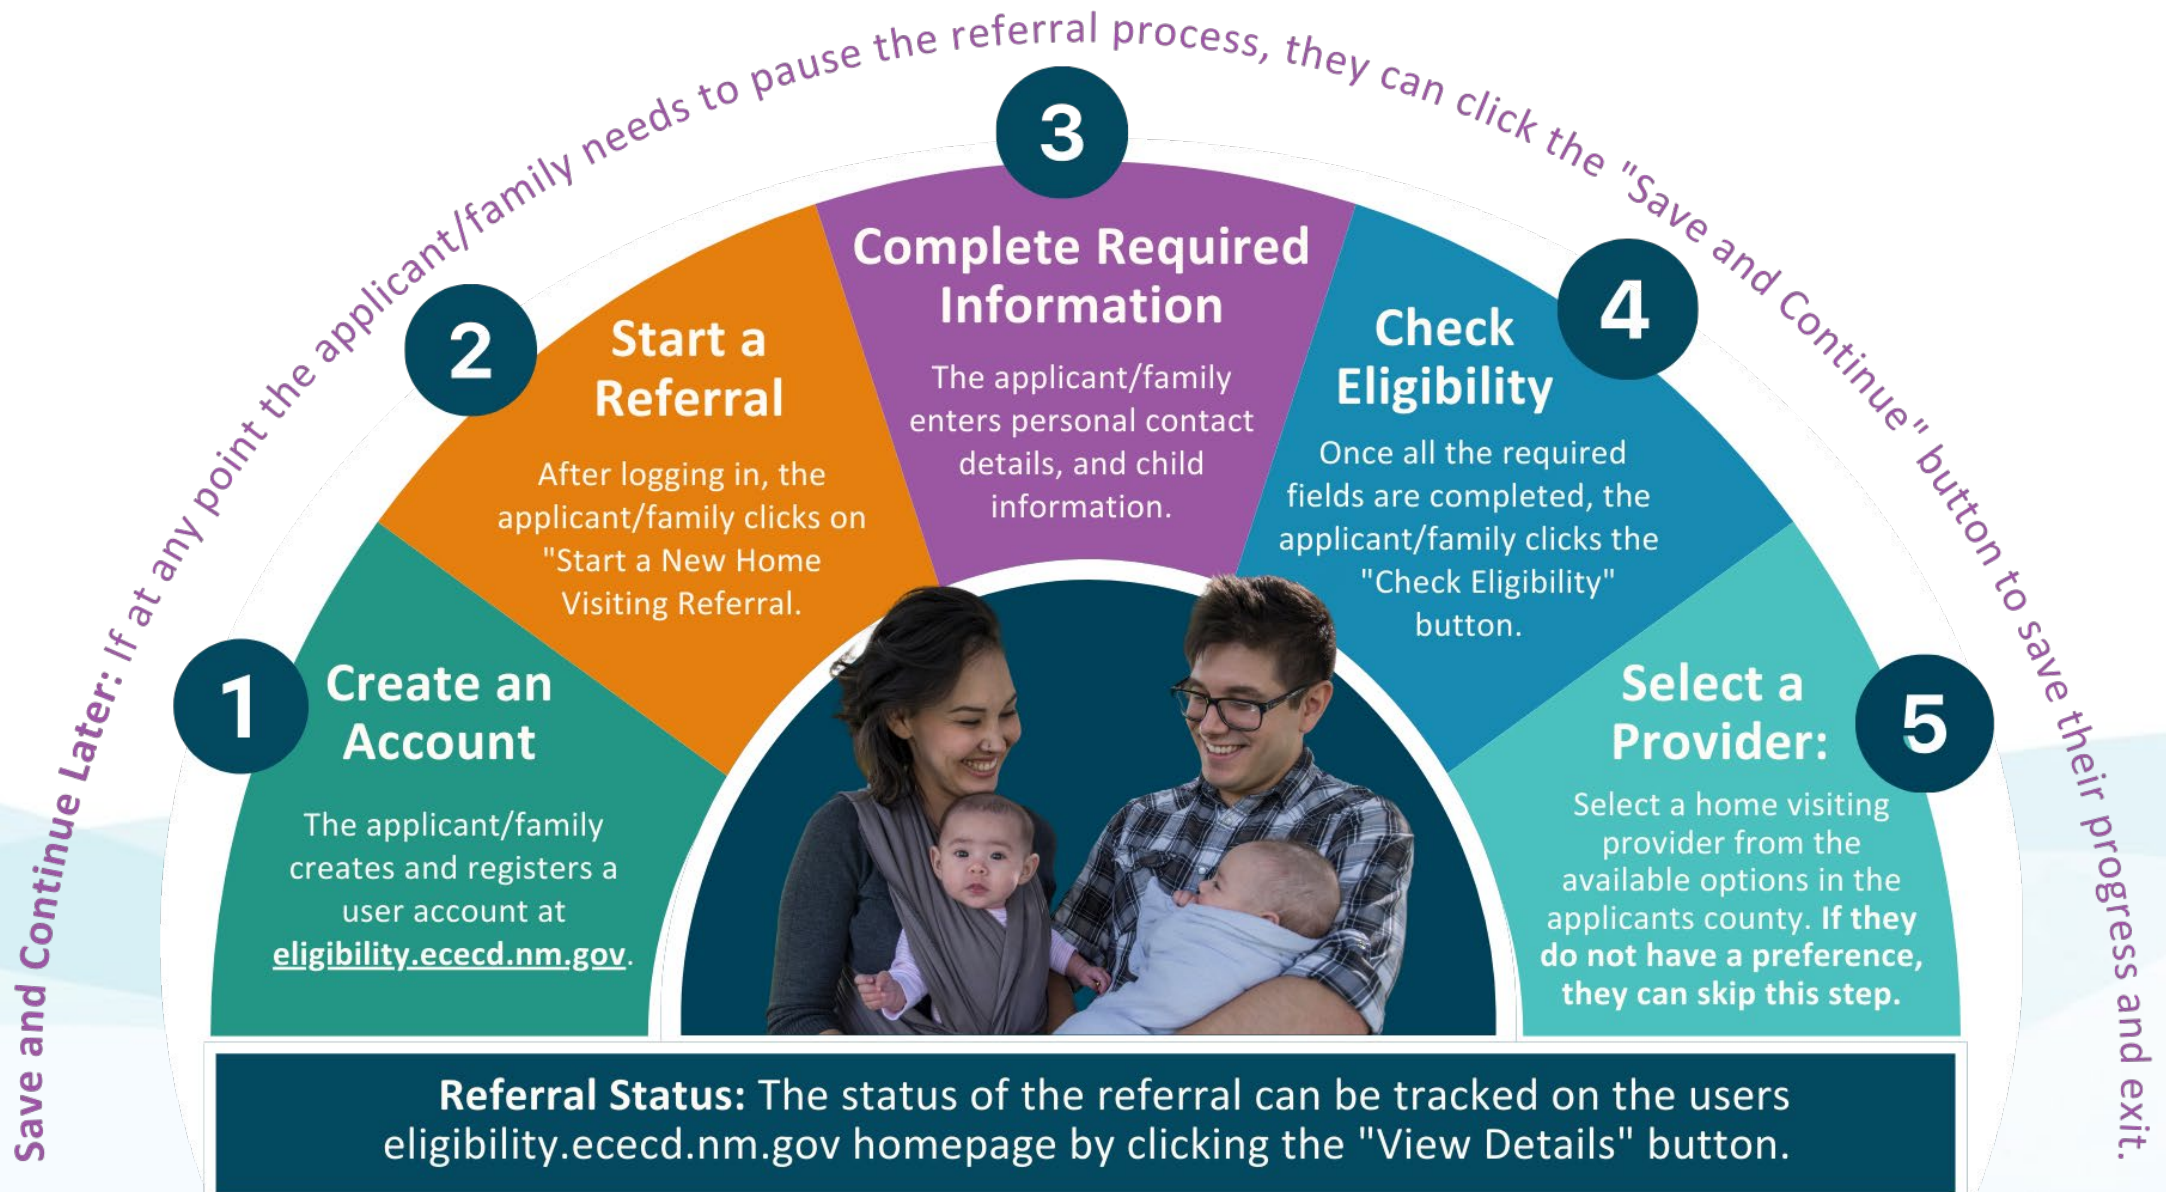 Save and Continue Later: If at any point the applicant/family needs to pause the referral process, they can click the "Save and Continue" button to save their progress and exit.
1
Create an
Account
The applicant/family
creates and registers a
user account at
eligibility.ececd.nm.gov.
2
Start a
Referral
After logging in, the
applicant/family clicks on
"Start a New Home
Visiting Referral.
3
Complete Required
Information
The applicant/family
enters personal contact
details, and child
information.
4
Check
Eligibility
Once all the required
fields are completed, the
applicant/family clicks the
"Check Eligibility"
button.
5
Select a
Provider:
Select a home visiting
provider from the
available options in the
applicants county. If they
do not have a preference,
they can skip this step.
Referral Status: The status of the referral can be tracked on the users
eligibility.ececd.nm.gov homepage by clicking the "View Details" button.